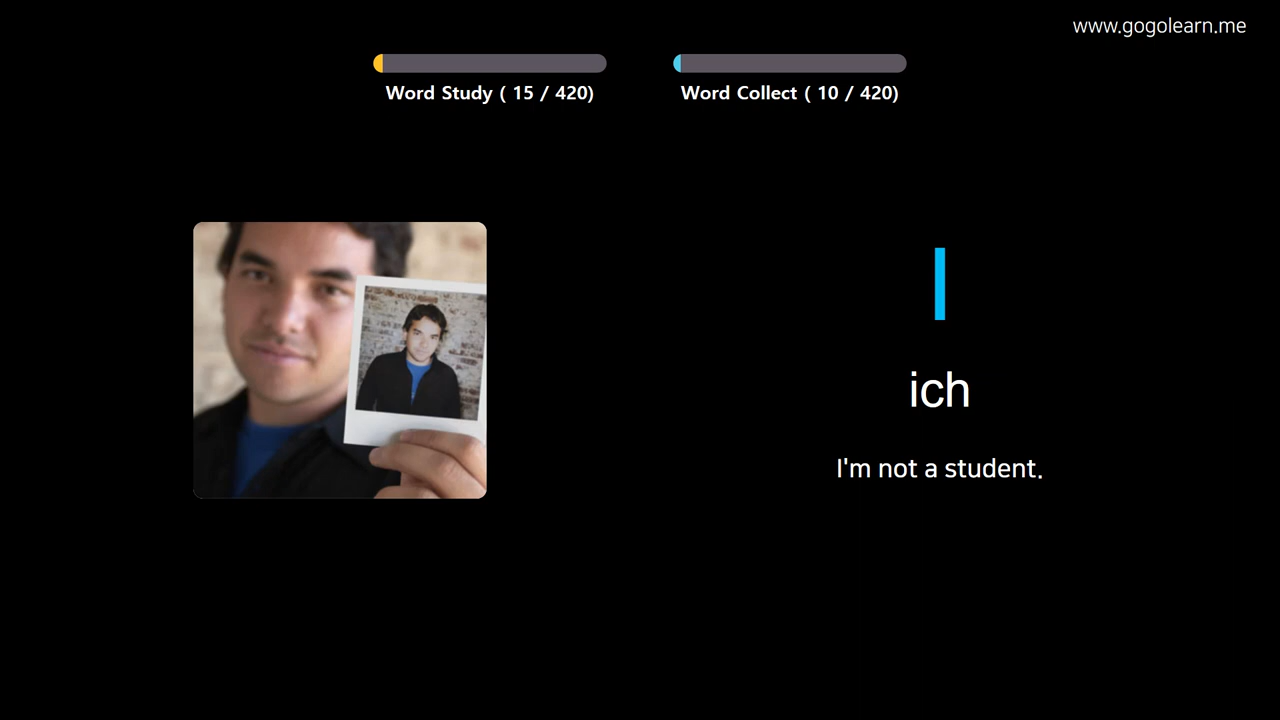 www.gogolearn.me
Word Study ( 15 / 420)
Word Collect ( 10 / 420)
I
ich
I'm not a student.